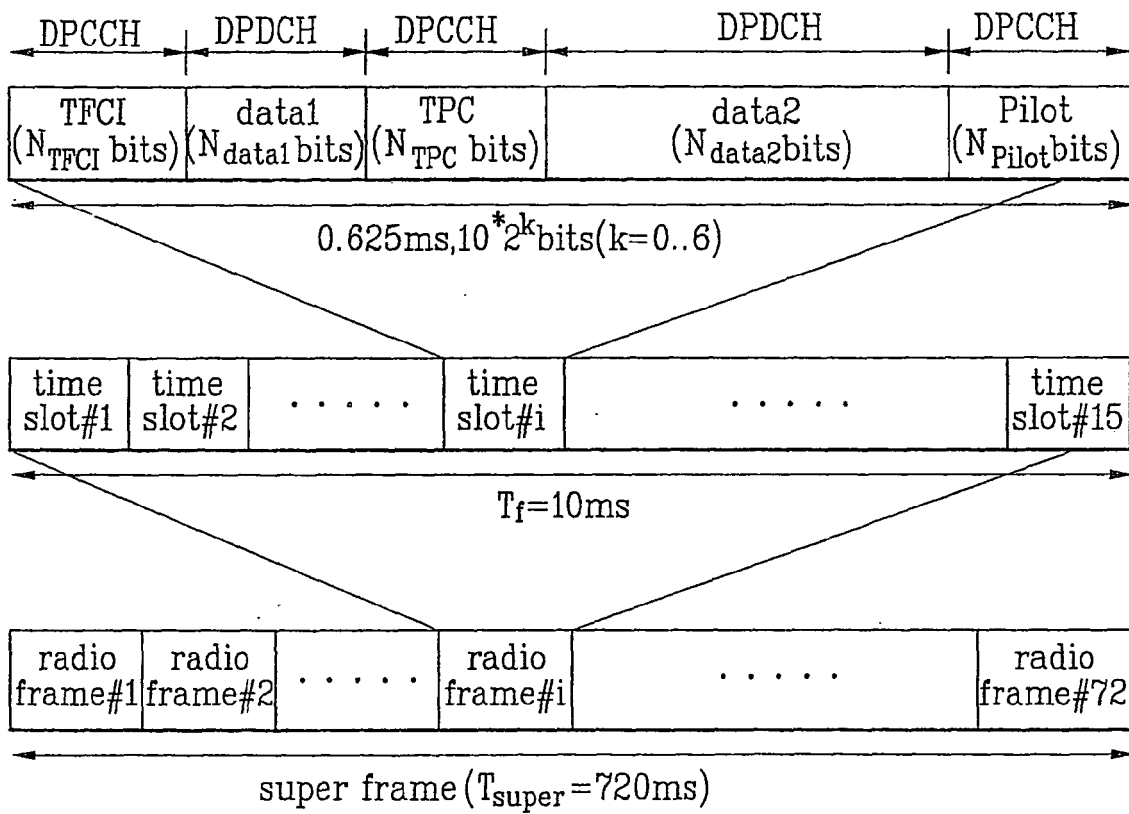 DPCCH DPDCH DPCCH DPDCH DPCCH
TFCI data1 TPC data2 Pilot
(N_TFCI bits) (N_data1 bits) (N_TPC bits) (N_data2 bits) (N_Pilot bits)
0.625ms,10*2^k bits(k=0..6)
time time time time
slot#1 slot#2 ..... slot#i ..... slot#15
T_f=10ms
radio radio radio radio
frame#1 frame#2 ..... frame#i ..... frame#72
super frame (T_super=720ms)